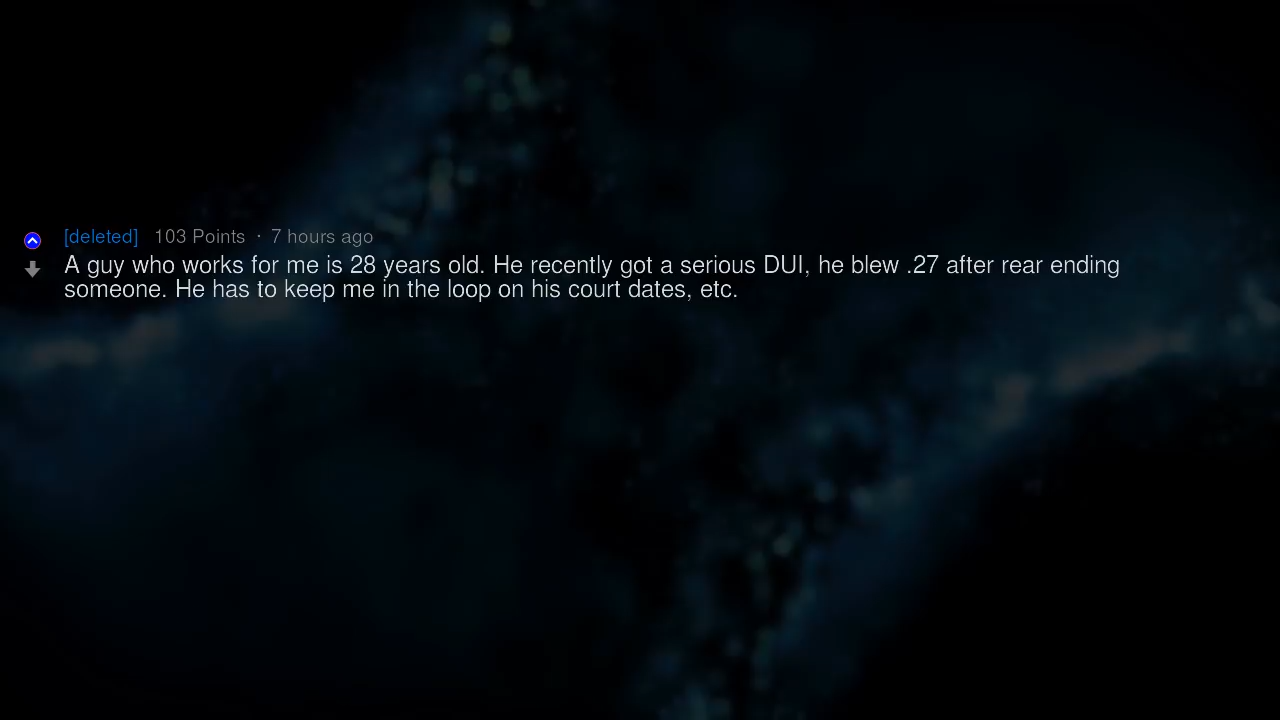 [deleted] 103 Points · 7 hours ago
A guy who works for me is 28 years old. He recently got a serious DUI, he blew .27 after rear ending
someone. He has to keep me in the loop on his court dates, etc.